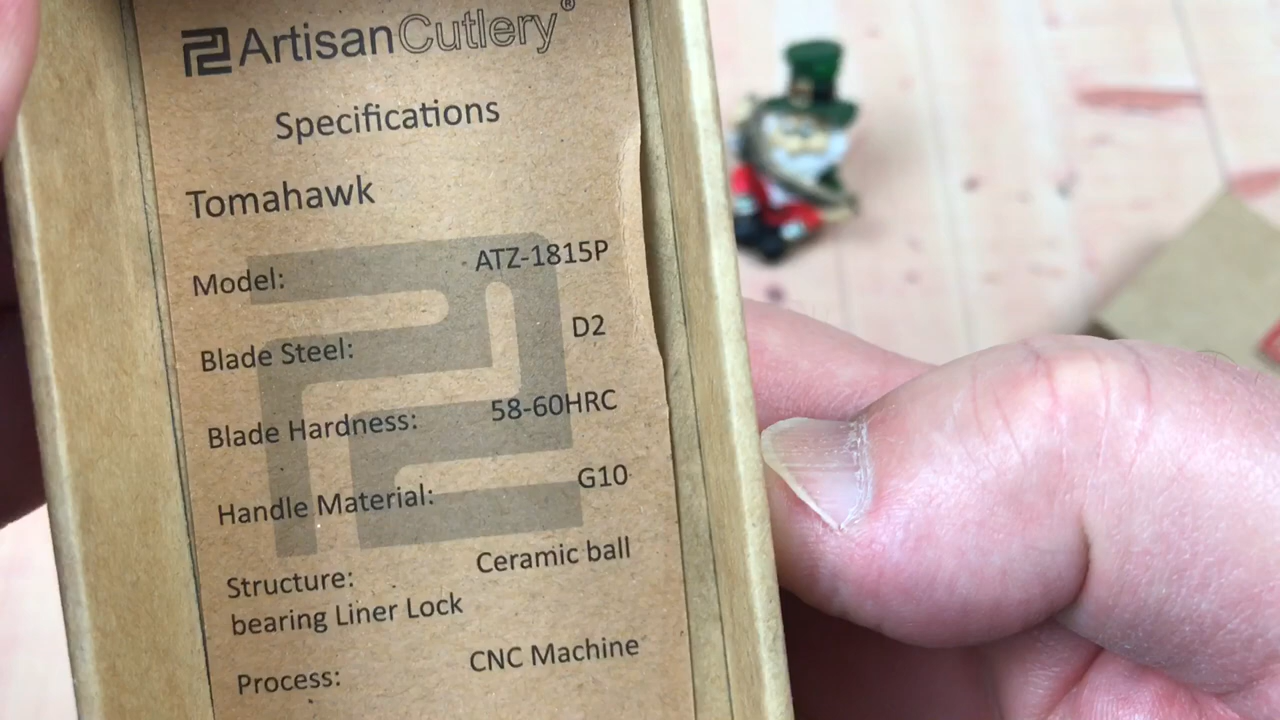 ArtisanCutlery®
Specifications
Tomahawk
Model: ATZ-1815P
Blade Steel: D2
Blade Hardness: 58-60HRC
Handle Material: G10
Structure: Ceramic ball
bearing Liner Lock
Process: CNC Machine